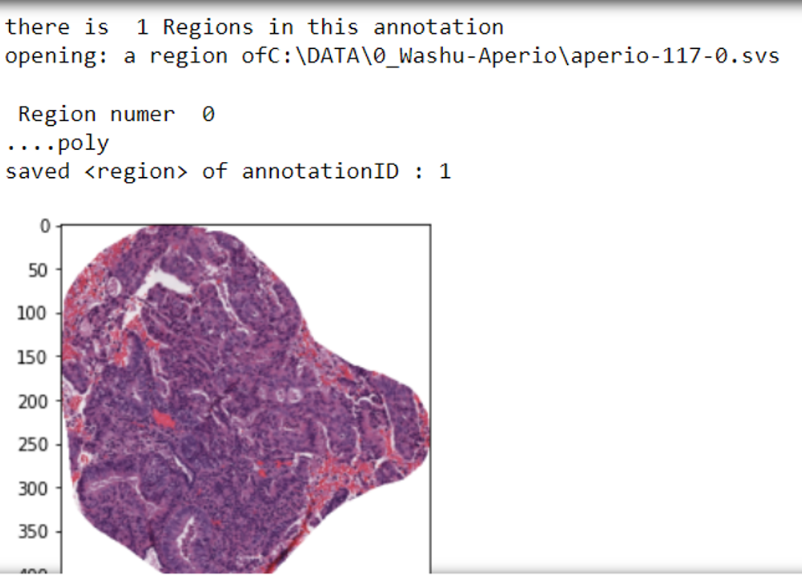 there is  1 Regions in this annotation
opening: a region ofC:\DATA\0_Washu-Aperio\aperio-117-0.svs
Region numer  0
....poly
saved <region> of annotationID : 1
0
50
100
150
200
250
300
350
400